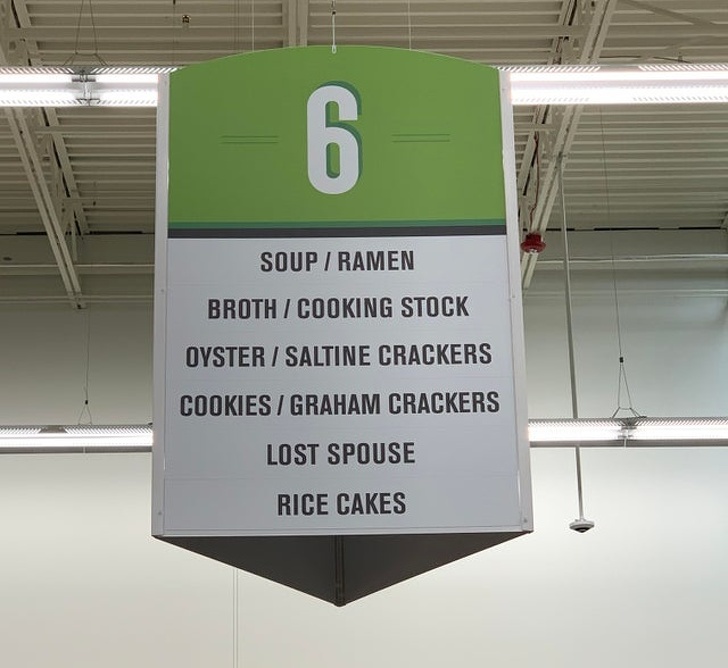 6
SOUP / RAMEN
BROTH / COOKING STOCK
OYSTER / SALTINE CRACKERS
COOKIES / GRAHAM CRACKERS
LOST SPOUSE
RICE CAKES